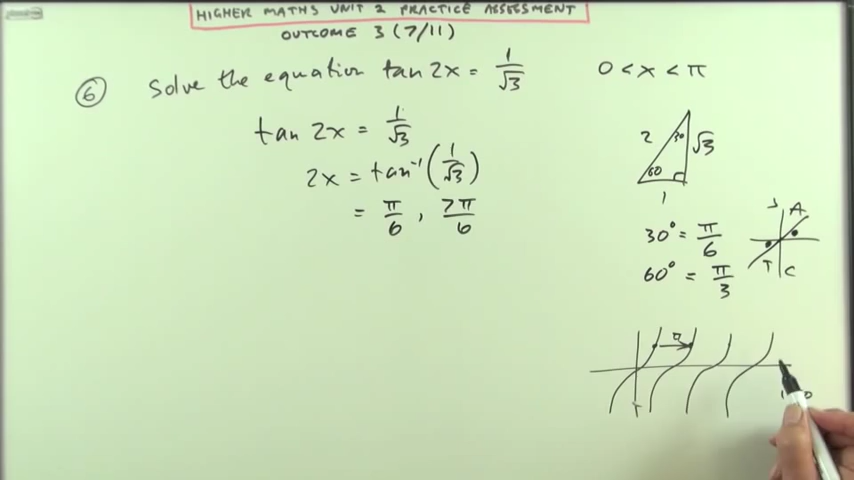 HIGHER MATHS UNIT 2 PRACTICE ASSESSMENT
OUTCOME 3 (7/11)
6 Solve the equation tan 2x = 1/√3 0 < x < π
tan 2x = 1/√3
2x = tan⁻¹(1/√3)
= π/6, 7π/6
2 30 √3
60
1
30° = π/6
60° = π/3
S A
T C
π